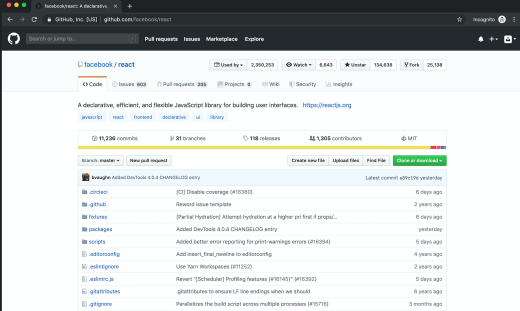 facebook/react: A declarative,
GitHub, Inc. [US] | github.com/facebook/react
Incognito
Search or jump to...
/
Pull requests Issues Marketplace Explore
facebook / react
Used by 2,350,253 Watch 6,643 Unstar 134,638 Fork 25,138
Code Issues 603 Pull requests 205 Projects 0 Wiki Security Insights
A declarative, efficient, and flexible JavaScript library for building user interfaces. https://reactjs.org
javascript react frontend declarative ui library
11,236 commits 31 branches 118 releases 1,305 contributors MIT
Branch: master New pull request Create new file Upload files Find File Clone or download
bvaughn Added DevTools 4.0.4 CHANGELOG entry Latest commit yesterday
.circleci [CI] Disable coverage (#16380) 6 days ago
.github Reword issue template 2 years ago
fixtures [Partial Hydration] Attempt hydration at a higher pri first if props/... 6 days ago
packages Added DevTools 4.0.4 CHANGELOG entry yesterday
scripts Added better error reporting for print-warnings errors (#16394) 5 days ago
.editorconfig Add insert_final_newline to editorconfig 4 years ago
.eslintignore Use Yarn Workspaces (#11252) 2 years ago
.eslintrc.js Revert "[Scheduler] Profiling features (#16145)" (#16392) 5 days ago
.gitattributes .gitattributes to ensure LF line endings when we should 6 years ago
.gitignore Parallelizes the build script across multiple processes (#15716) 3 months ago